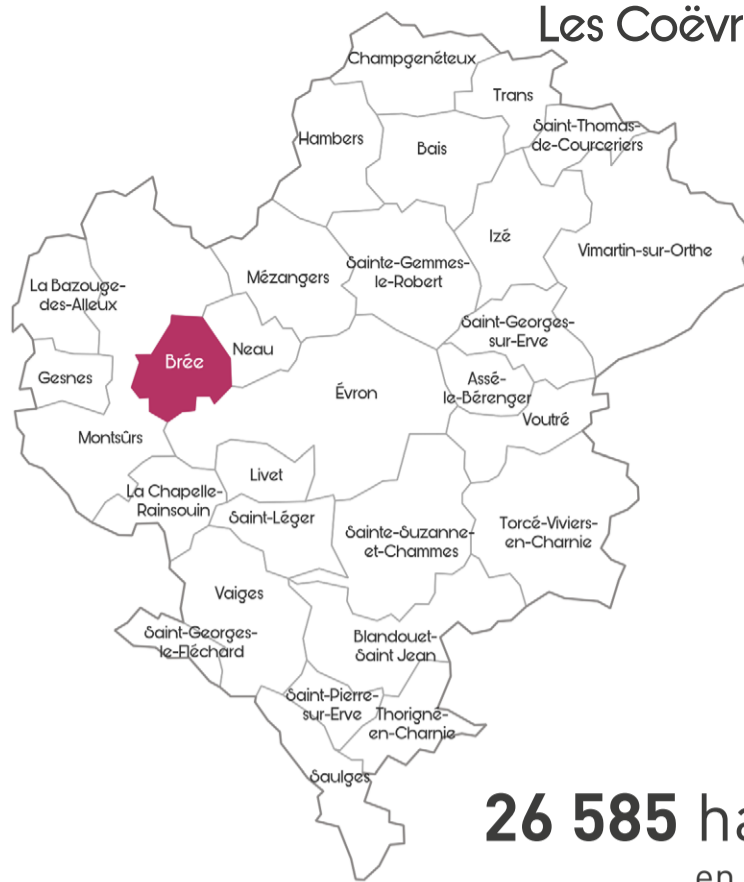 Les Coëvr
Champgenéteux
Trans
Saint-Thomas-
de-Courceriers
Hambers
Bais
Izé
Vimartin-sur-Orthe
Mézangers
Sainte-Gemmes-
le-Robert
La Bazouge-
des-Alleux
Saint-Georges-
sur-Erve
Brée
Neau
Gesnes
Évron
Assé-
le-Bérenger
Voutré
Montsûrs
Livet
La Chapelle-
Rainsouin
Saint-Léger
Sainte-Suzanne-
et-Chammes
Torcé-Viviers-
en-Charnie
Vaiges
Saint-Georges-
le-Fléchard
Blandouet-
Saint Jean
Saint-Pierre-
sur-Erve
Thorigné-
en-Charnie
Saulges
26 585 ha
en